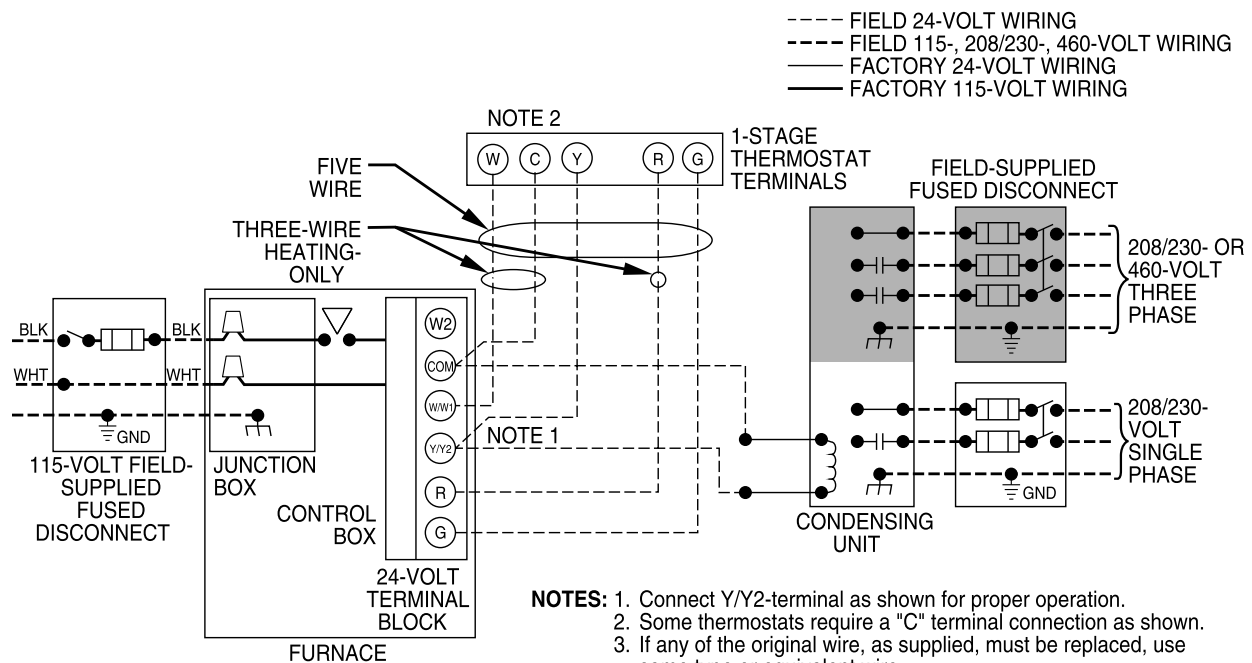 FIELD 24-VOLT WIRING
FIELD 115-, 208/230-, 460-VOLT WIRING
FACTORY 24-VOLT WIRING
FACTORY 115-VOLT WIRING
NOTE 2
W
C
Y
R
G
1-STAGE
THERMOSTAT
TERMINALS
FIVE
WIRE
THREE-WIRE
HEATING-
ONLY
FIELD-SUPPLIED
FUSED DISCONNECT
208/230- OR
460-VOLT
THREE
PHASE
BLK
BLK
WHT
WHT
GND
W2
COM
W/W1
Y/Y2
R
G
NOTE 1
208/230-
VOLT
SINGLE
PHASE
GND
115-VOLT FIELD-
SUPPLIED
FUSED
DISCONNECT
JUNCTION
BOX
CONTROL
BOX
24-VOLT
TERMINAL
BLOCK
FURNACE
CONDENSING
UNIT
NOTES: 1. Connect Y/Y2-terminal as shown for proper operation.
2. Some thermostats require a "C" terminal connection as shown.
3. If any of the original wire, as supplied, must be replaced, use
same type or equivalent wire.